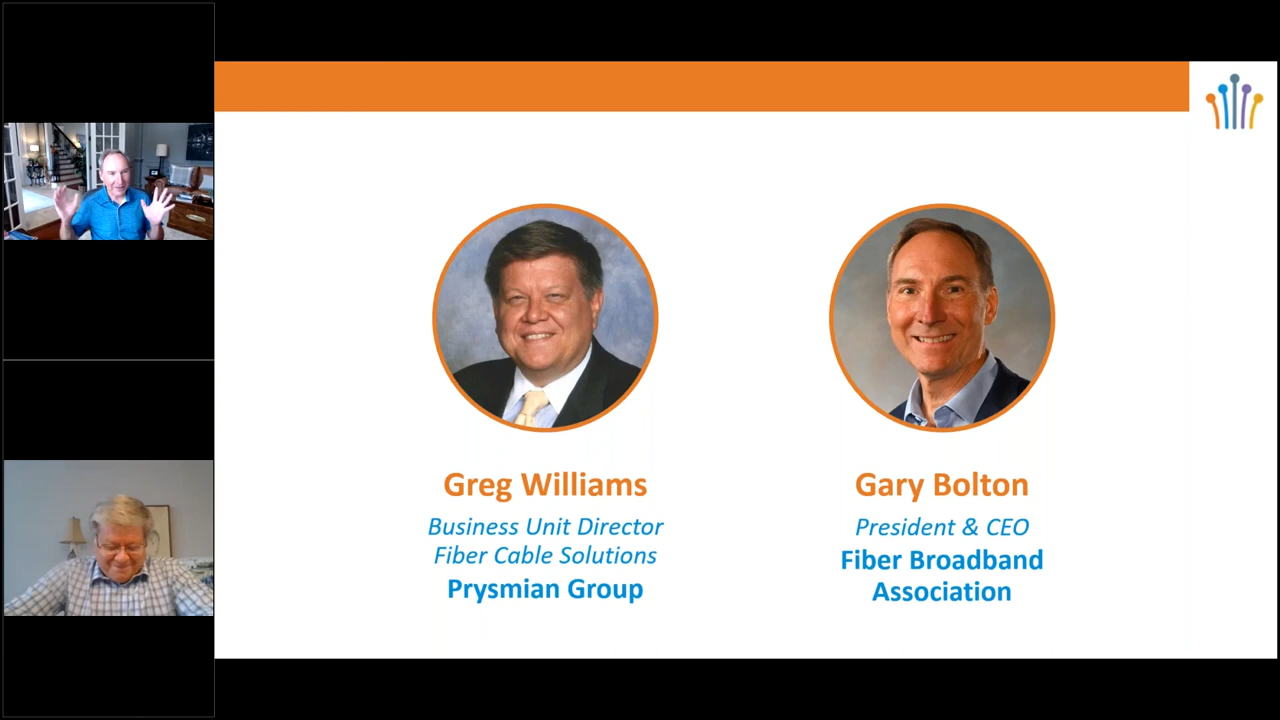 Greg Williams
Business Unit Director
Fiber Cable Solutions
Prysmian Group
Gary Bolton
President & CEO
Fiber Broadband
Association